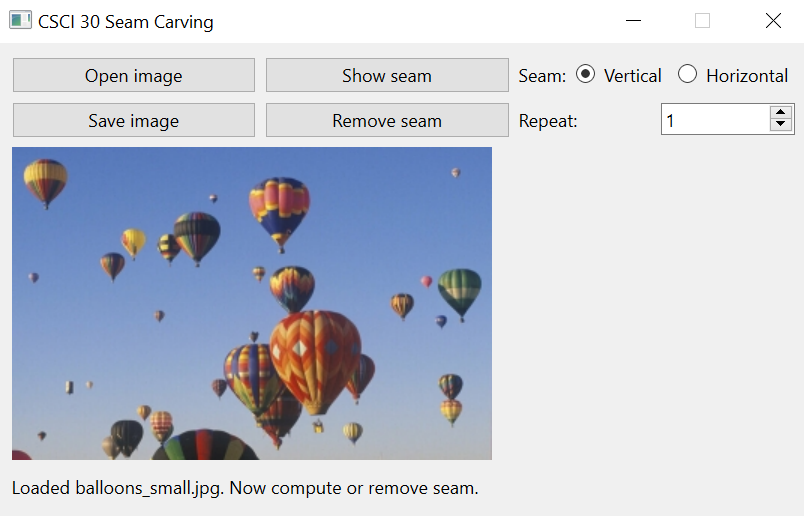 CSCI 30 Seam Carving
Open image Show seam Seam: Vertical Horizontal
Save image Remove seam Repeat: 1
Loaded balloons_small.jpg. Now compute or remove seam.